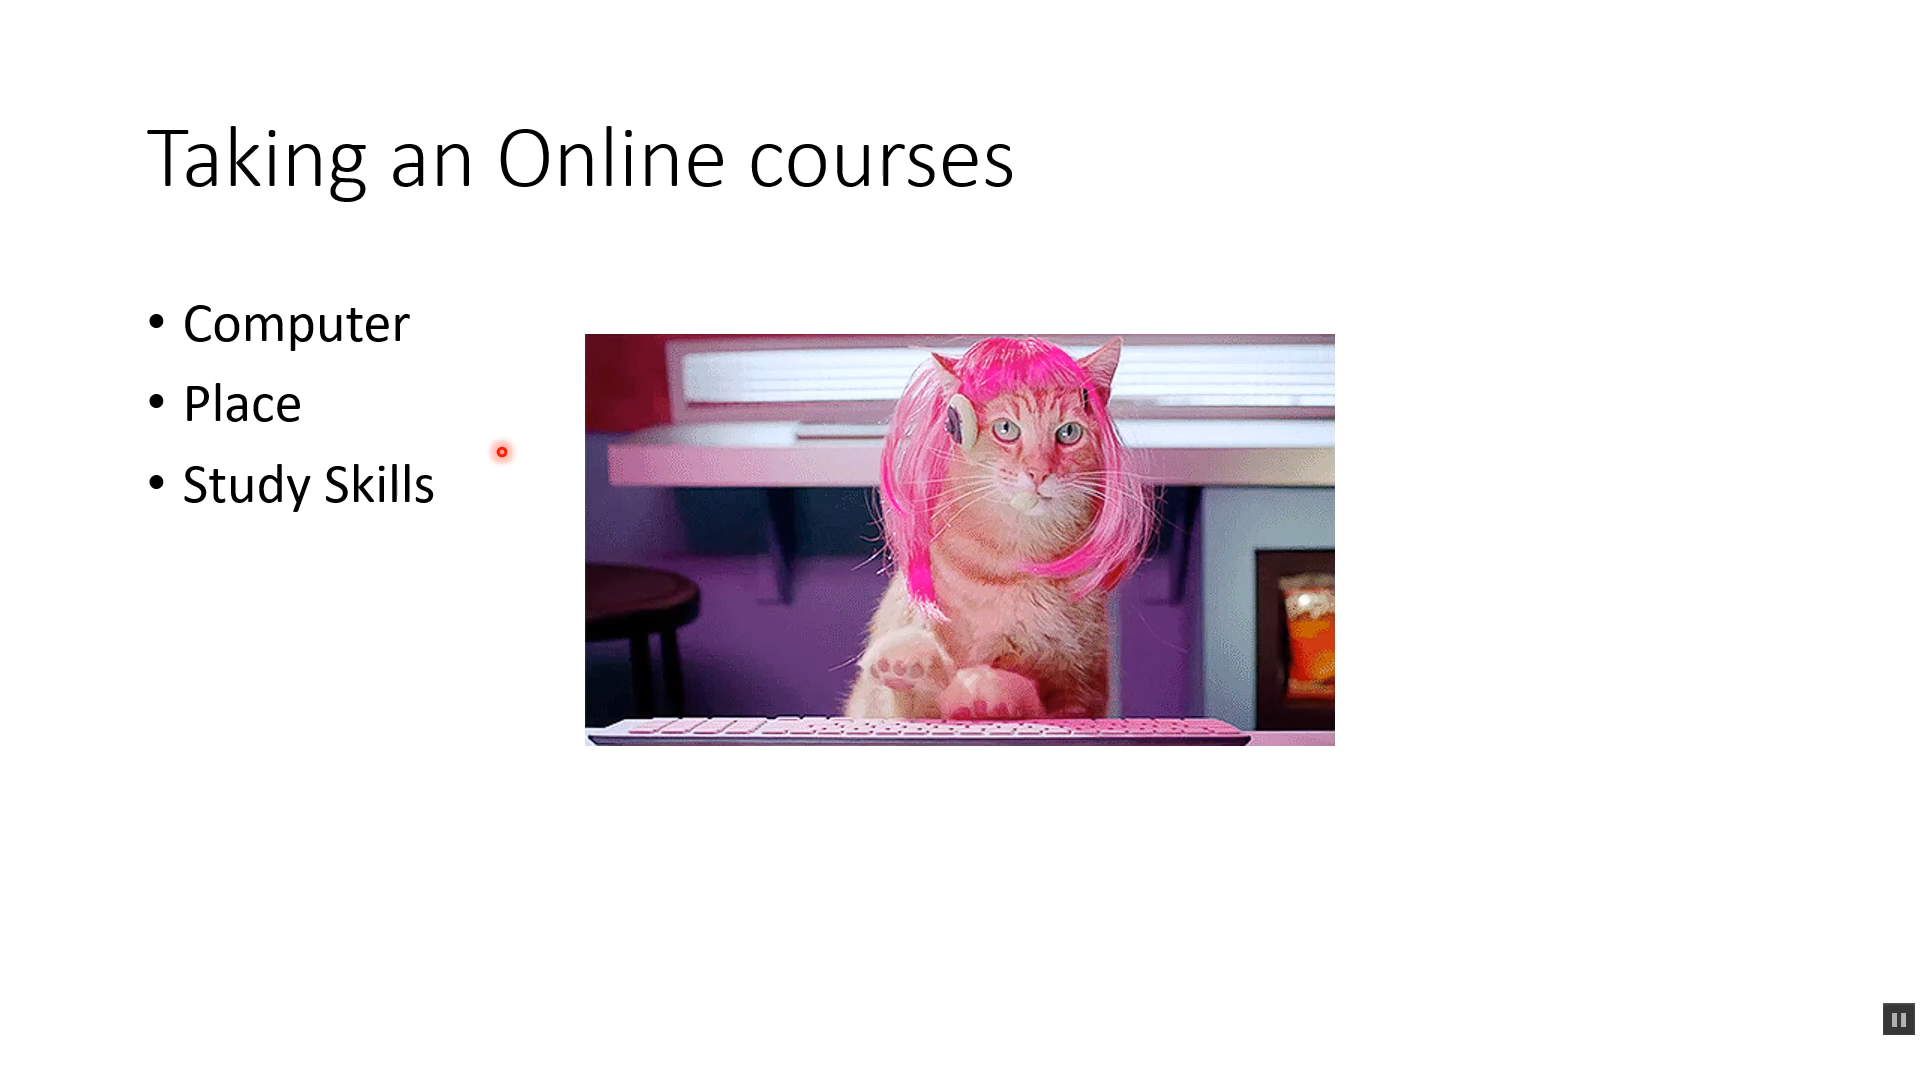 Taking an Online courses
• Computer
• Place
• Study Skills